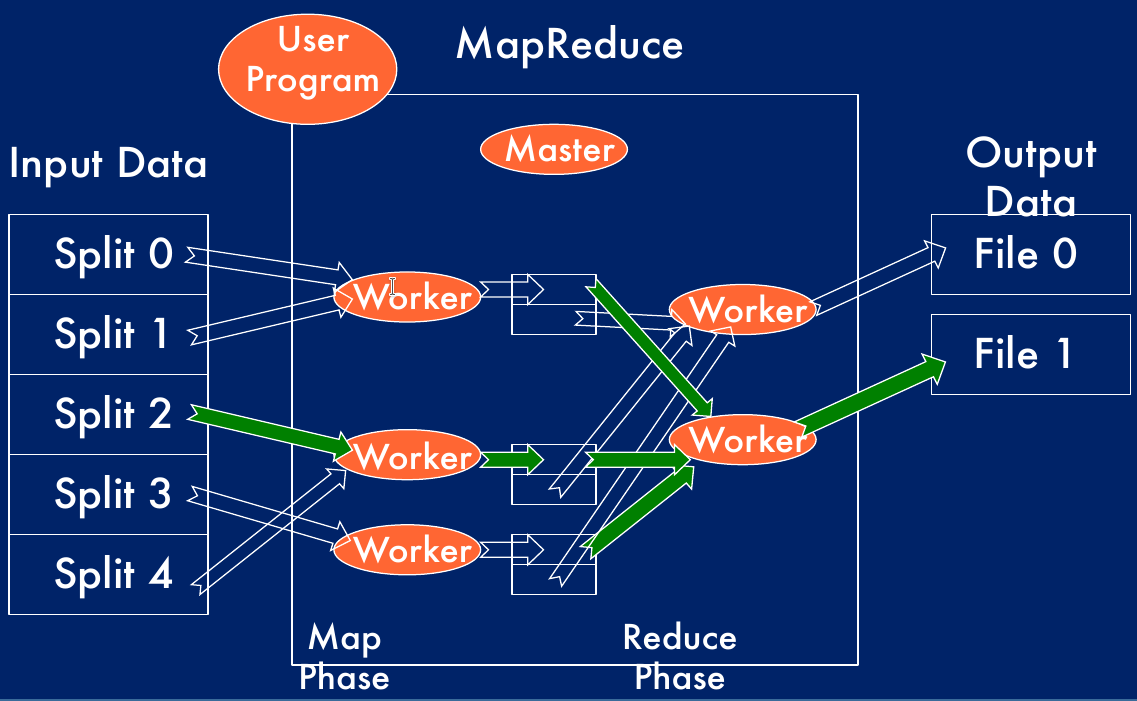 User
Program
MapReduce
Master
Input Data
Output
Data
Split 0
Split 1
Split 2
Split 3
Split 4
Worker
Worker
Worker
Worker
Worker
File 0
File 1
Map
Phase
Reduce
Phase